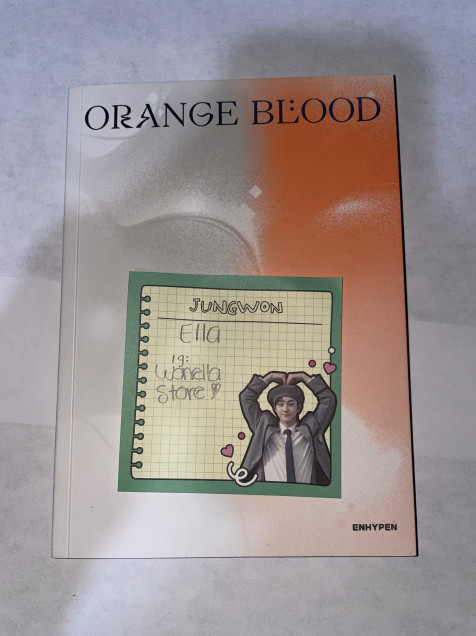 ORANGE BLOOD
JUNGWON
Ella
ig:
wonella
store
ENHYPEN